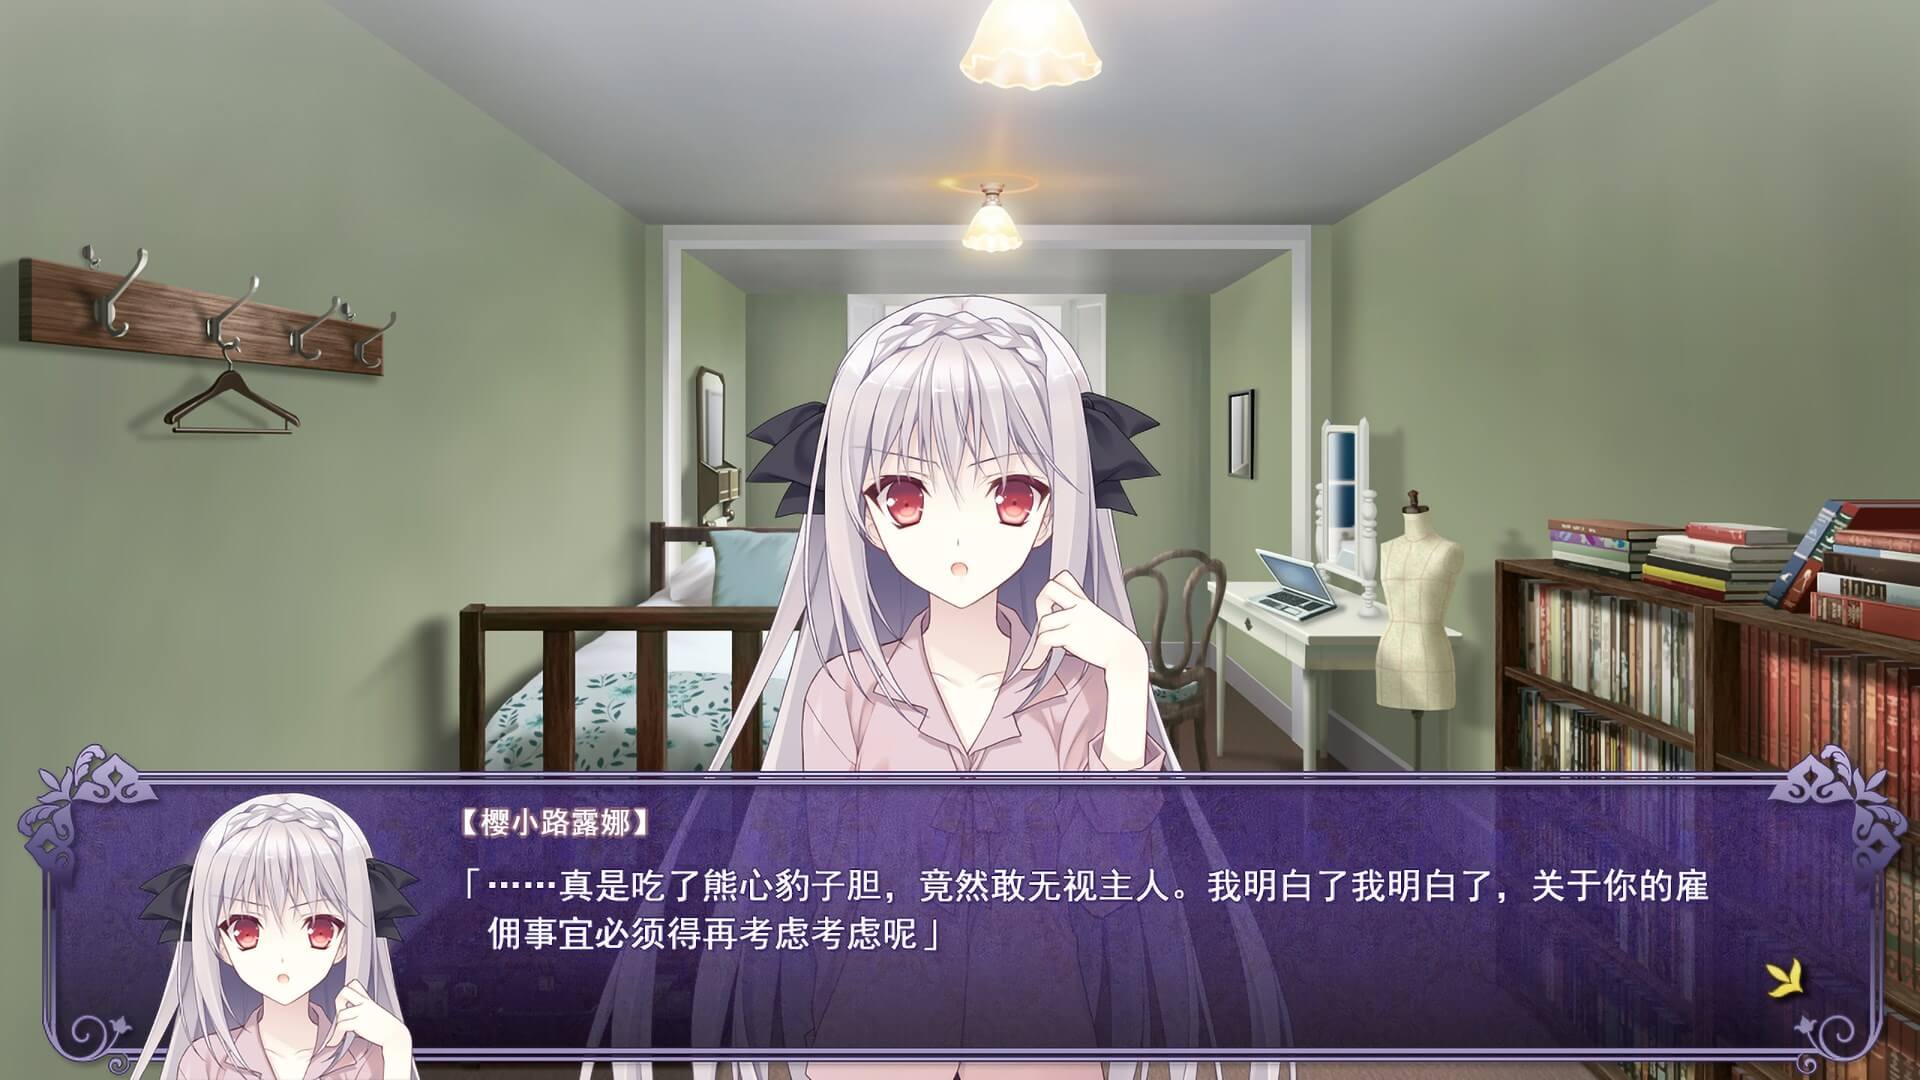 【樱小路露娜】
「……真是吃了熊心豹子胆，竟然敢无视主人。我明白了我明白了，关于你的雇
佣事宜必须得再考虑考虑呢」